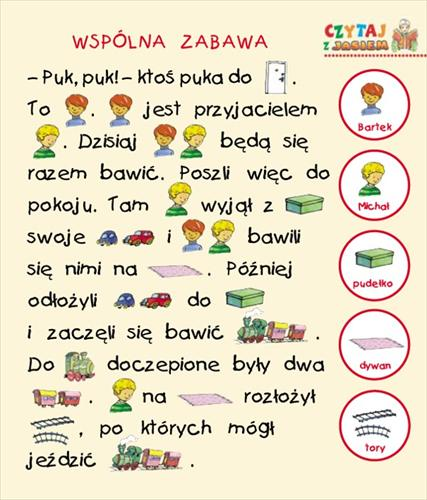 CZYTAJ
Z JASIEM
WSPÓLNA ZABAWA
– Puk, puk! – ktoś puka do .
To . jest przyjacielem
. Dzisiaj będą się
razem bawić. Poszli więc do
pokoju. Tam wyjął z
swoje i bawili
się nimi na . Później
odłożyli do
i zaczęli się bawić .
Do doczepione były dwa
. na rozłożył
, po których mógł
jeździć .
Bartek
Michał
pudełko
dywan
tory